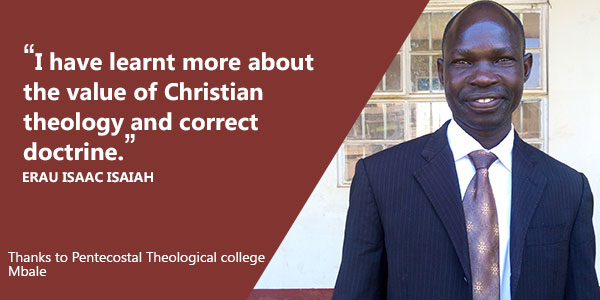 “I have learnt more about
the value of Christian
theology and correct
doctrine.”
ERAU ISAAC ISAIAH
Thanks to Pentecostal Theological college
Mbale